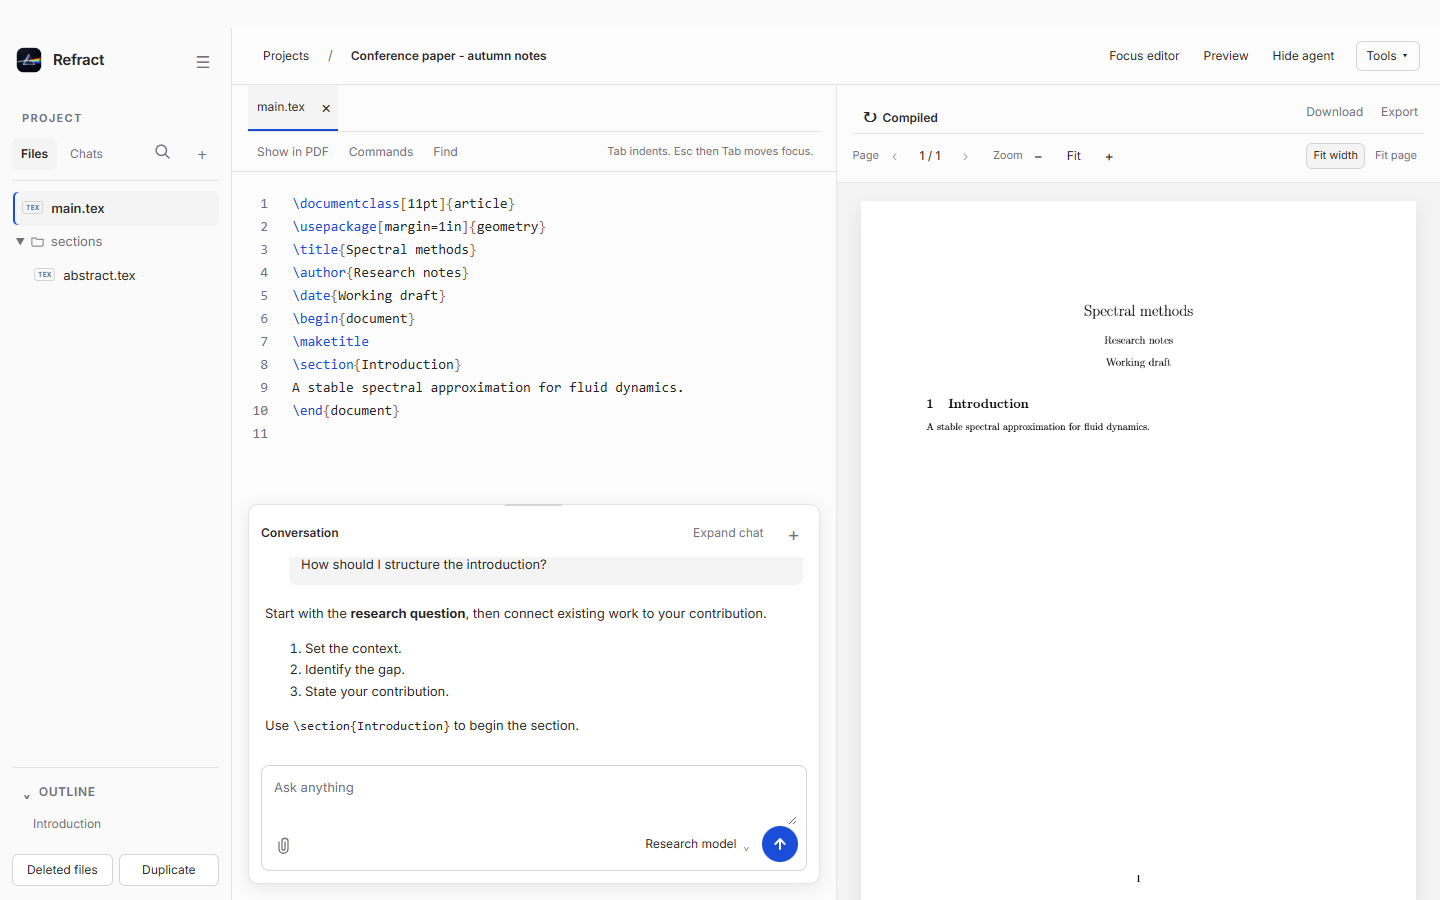 Refract
PROJECT
Files Chats +
TEX main.tex
sections
TEX abstract.tex
OUTLINE
Introduction
Deleted files Duplicate
Projects / Conference paper - autumn notes
Focus editor Preview Hide agent Tools
main.tex ×
Show in PDF Commands Find Tab indents. Esc then Tab moves focus.
1 \documentclass[11pt]{article}
2 \usepackage[margin=1in]{geometry}
3 \title{Spectral methods}
4 \author{Research notes}
5 \date{Working draft}
6 \begin{document}
7 \maketitle
8 \section{Introduction}
9 A stable spectral approximation for fluid dynamics.
10 \end{document}
11
Conversation Expand chat +
How should I structure the introduction?
Start with the research question, then connect existing work to your contribution.
1. Set the context.
2. Identify the gap.
3. State your contribution.
Use \section{Introduction} to begin the section.
Ask anything
Research model
Compiled Download Export
Page ‹ 1 / 1 › Zoom − Fit + Fit width Fit page
Spectral methods
Research notes
Working draft
1 Introduction
A stable spectral approximation for fluid dynamics.
1